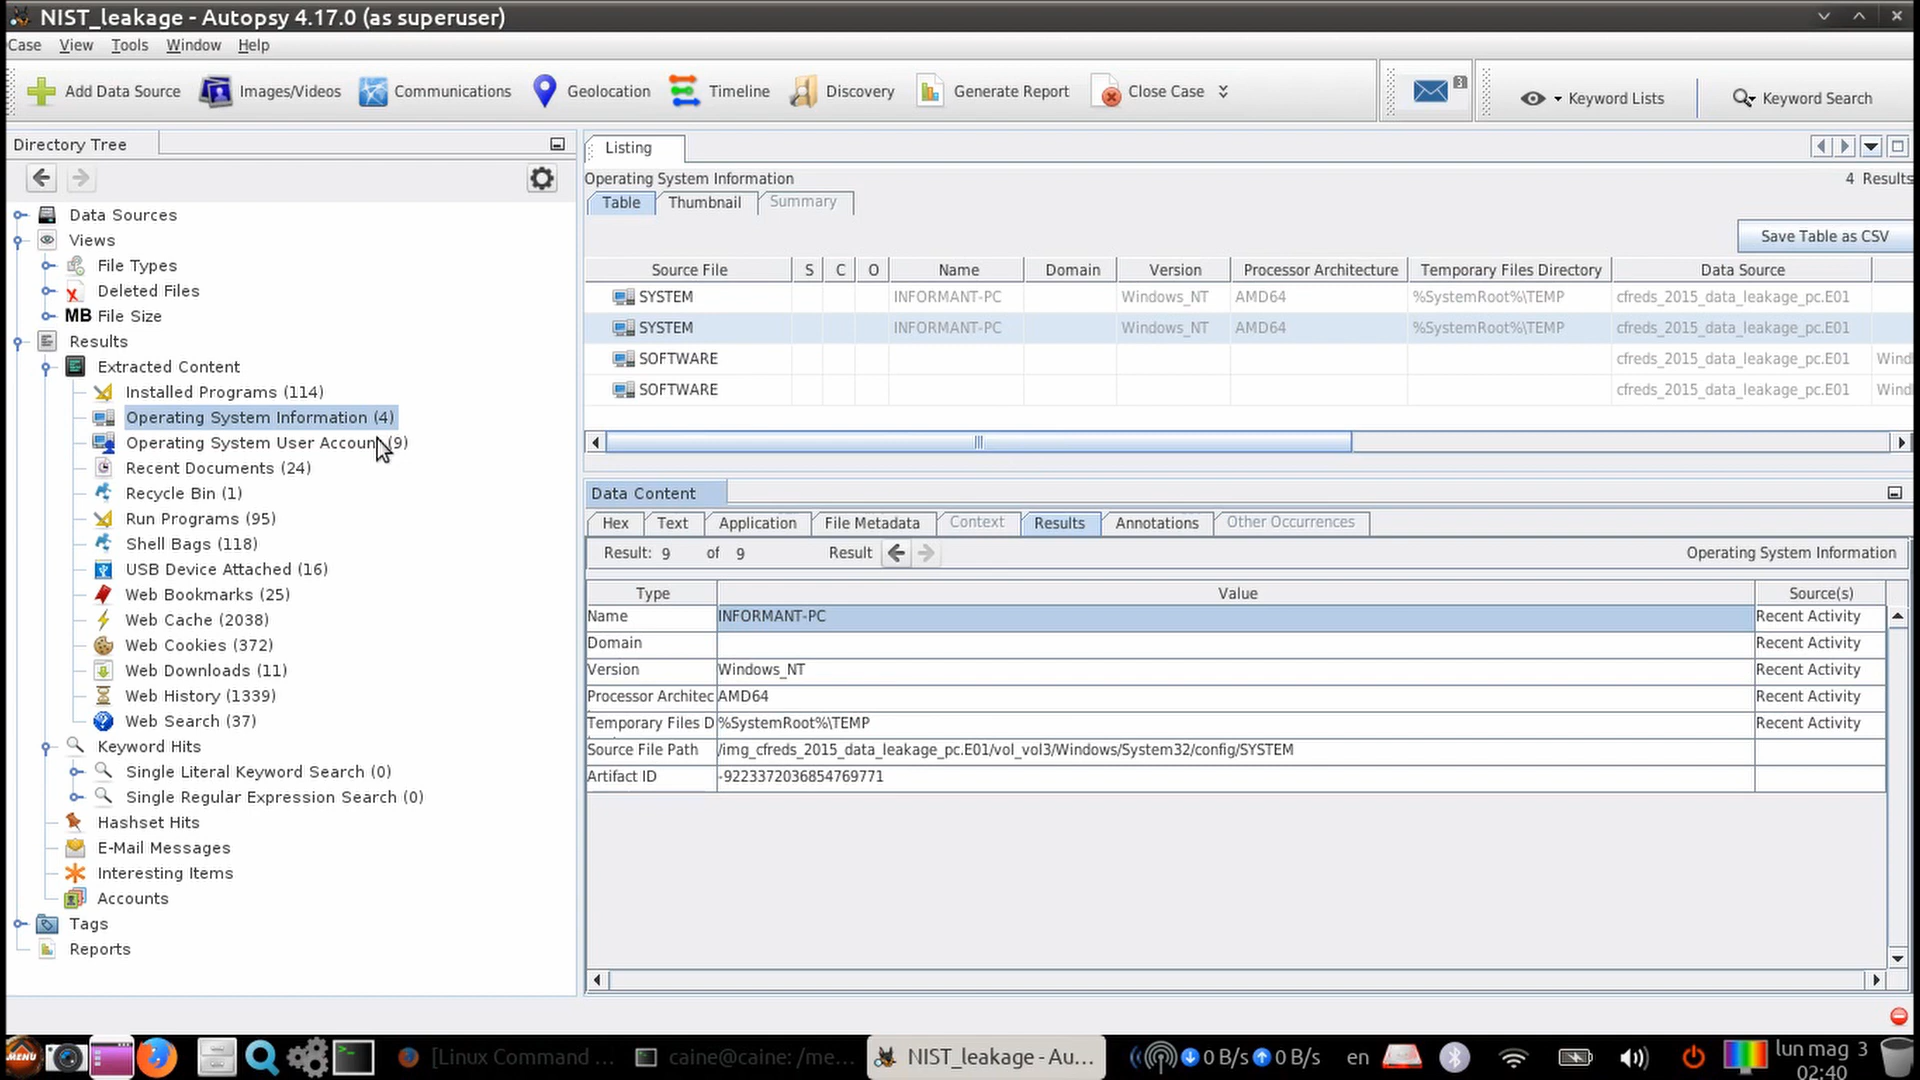 NIST_leakage - Autopsy 4.17.0 (as superuser)
Case View Tools Window Help
Add Data Source Images/Videos Communications Geolocation Timeline Discovery Generate Report Close Case 3 Keyword Lists Keyword Search
Directory Tree
Data Sources
Views
File Types
Deleted Files
MB File Size
Results
Extracted Content
Installed Programs (114)
Operating System Information (4)
Operating System User Accoun (9)
Recent Documents (24)
Recycle Bin (1)
Run Programs (95)
Shell Bags (118)
USB Device Attached (16)
Web Bookmarks (25)
Web Cache (2038)
Web Cookies (372)
Web Downloads (11)
Web History (1339)
Web Search (37)
Keyword Hits
Single Literal Keyword Search (0)
Single Regular Expression Search (0)
Hashset Hits
E-Mail Messages
Interesting Items
Accounts
Tags
Reports
Listing
Operating System Information 4 Results
Table Thumbnail Summary
Save Table as CSV
Source File S C O Name Domain Version Processor Architecture Temporary Files Directory Data Source
SYSTEM INFORMANT-PC Windows_NT AMD64 %SystemRoot%\TEMP cfreds_2015_data_leakage_pc.E01
SYSTEM INFORMANT-PC Windows_NT AMD64 %SystemRoot%\TEMP cfreds_2015_data_leakage_pc.E01
SOFTWARE cfreds_2015_data_leakage_pc.E01 Wind
SOFTWARE cfreds_2015_data_leakage_pc.E01 Wind
Data Content
Hex Text Application File Metadata Context Results Annotations Other Occurrences
Result: 9 of 9 Result Operating System Information
Type Value Source(s)
Name INFORMANT-PC Recent Activity
Domain Recent Activity
Version Windows_NT Recent Activity
Processor Architec AMD64 Recent Activity
Temporary Files D %SystemRoot%\TEMP Recent Activity
Source File Path /img_cfreds_2015_data_leakage_pc.E01/vol_vol3/Windows/System32/config/SYSTEM
Artifact ID -9223372036854769771
MENU [Linux Command ... caine@caine: /me... NIST_leakage - Au... 0 B/s 0 B/s en lun mag 3
02:40